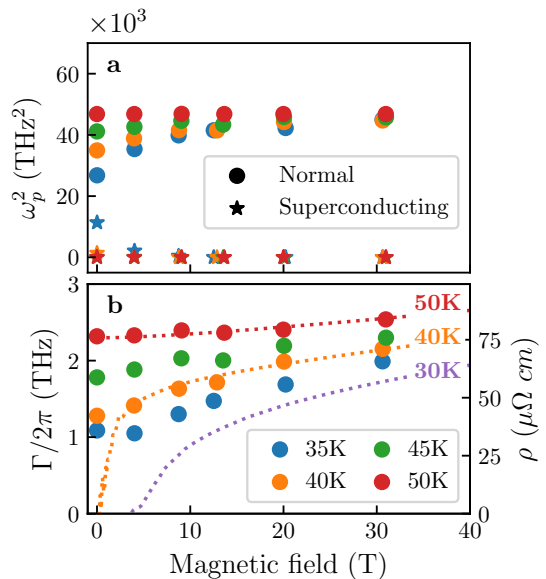 ×10³
a
60
40
20
0
ω_p² (THz²)
Normal
Superconducting
b
3
2
1
0
Γ/2π (THz)
50K
40K
30K
75
50
25
0
ρ (μΩ cm)
35K
45K
40K
50K
0
10
20
30
40
Magnetic field (T)